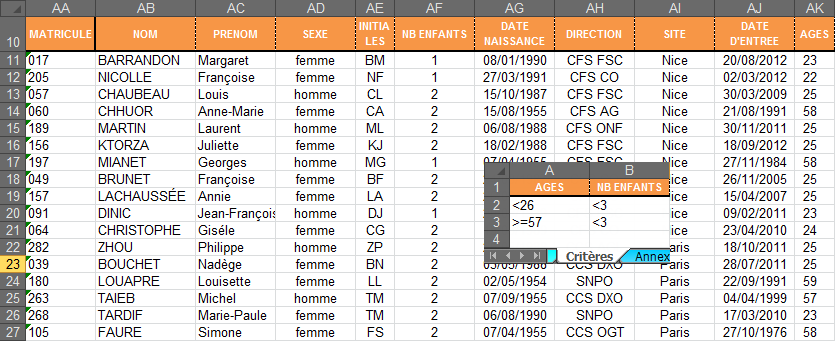 AA AB AC AD AE AF AG AH AI AJ AK
10 MATRICULE NOM PRENOM SEXE INITIALES NB ENFANTS DATE NAISSANCE DIRECTION SITE DATE D'ENTREE AGES
11 017 BARRANDON Margaret femme BM 1 08/01/1990 CFS FSC Nice 20/08/2012 23
12 205 NICOLLE Françoise femme NF 1 27/03/1991 CFS CO Nice 02/03/2012 22
13 057 CHAUBEAU Louis homme CL 2 15/10/1987 CFS FSC Nice 30/03/2009 25
14 060 CHHUOR Anne-Marie femme CA 2 15/08/1955 CFS AG Nice 21/08/1991 58
15 189 MARTIN Laurent homme ML 2 06/08/1988 CFS ONF Nice 30/11/2011 25
16 156 KTORZA Juliette femme KJ 2 18/02/1988 CFS FSC Nice 18/09/2007 25
17 197 MIANET Georges homme MG 1 07/04/1955 CFS FSC Nice 27/11/1984 58
18 049 BRUNET Françoise femme BF 2 26/11/2005 25
19 157 LACHAUSSÉE Annie femme LA 2 15/04/2007 25
20 091 DINIC Jean-François homme DJ 1 09/02/2011 23
21 064 CHRISTOPHE Giséle femme CG 2 23/04/2010 24
22 282 ZHOU Philippe homme ZP 2 18/10/2011 25
23 039 BOUCHET Nadège femme BN 2 CCS DXO Paris 28/07/2011 25
24 180 LOUAPRE Louisette femme LL 2 02/05/1954 SNPO Paris 22/09/1991 59
25 263 TAIEB Michel homme TM 2 07/09/1955 CCS DXO Paris 04/04/1999 57
26 268 TARDIF Marie-Paule femme TM 2 06/08/1990 SNPO Paris 17/03/2010 23
27 105 FAURE Simone femme FS 2 07/04/1955 CCS OGT Paris 27/10/1976 58
A B
1 AGES NB ENFANTS
2 <26 <3
3 >=57 <3
4
Critères Annex